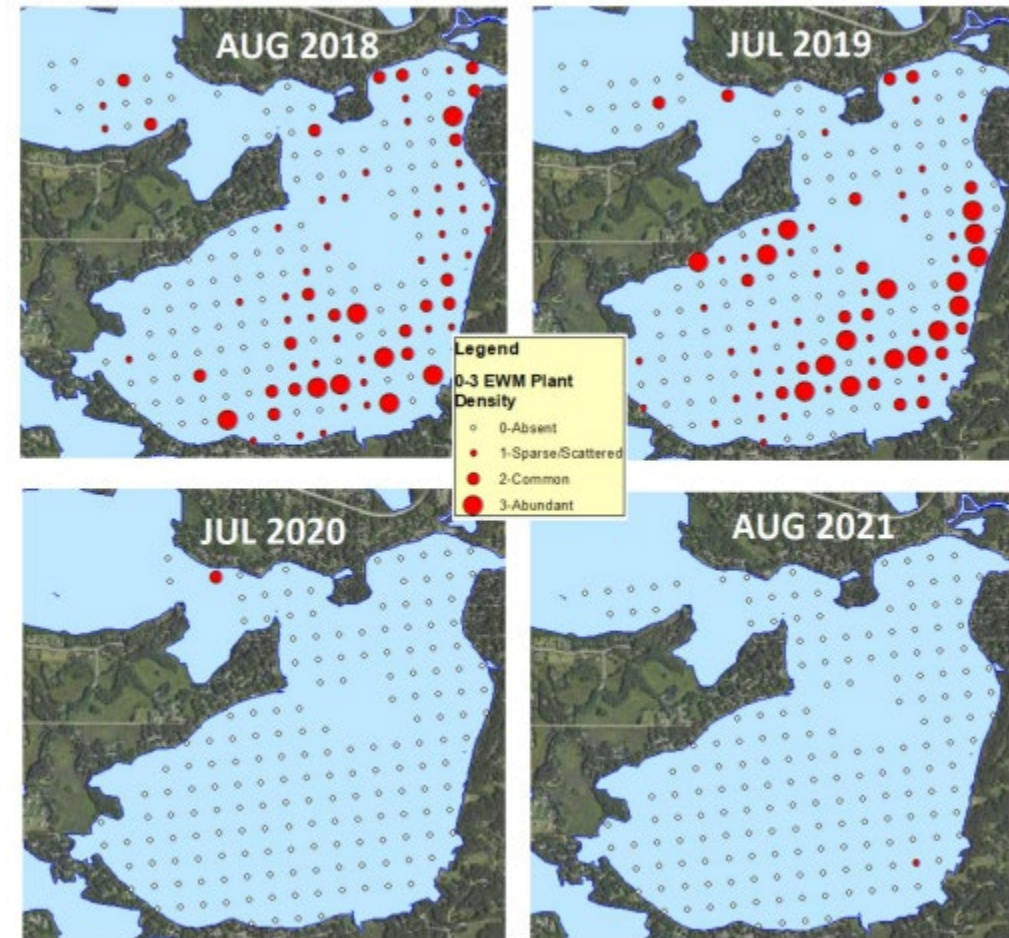 AUG 2018
JUL 2019
Legend
0-3 EWM Plant
Density
0-Absent
1-Sparse/Scattered
2-Common
3-Abundant
JUL 2020
AUG 2021